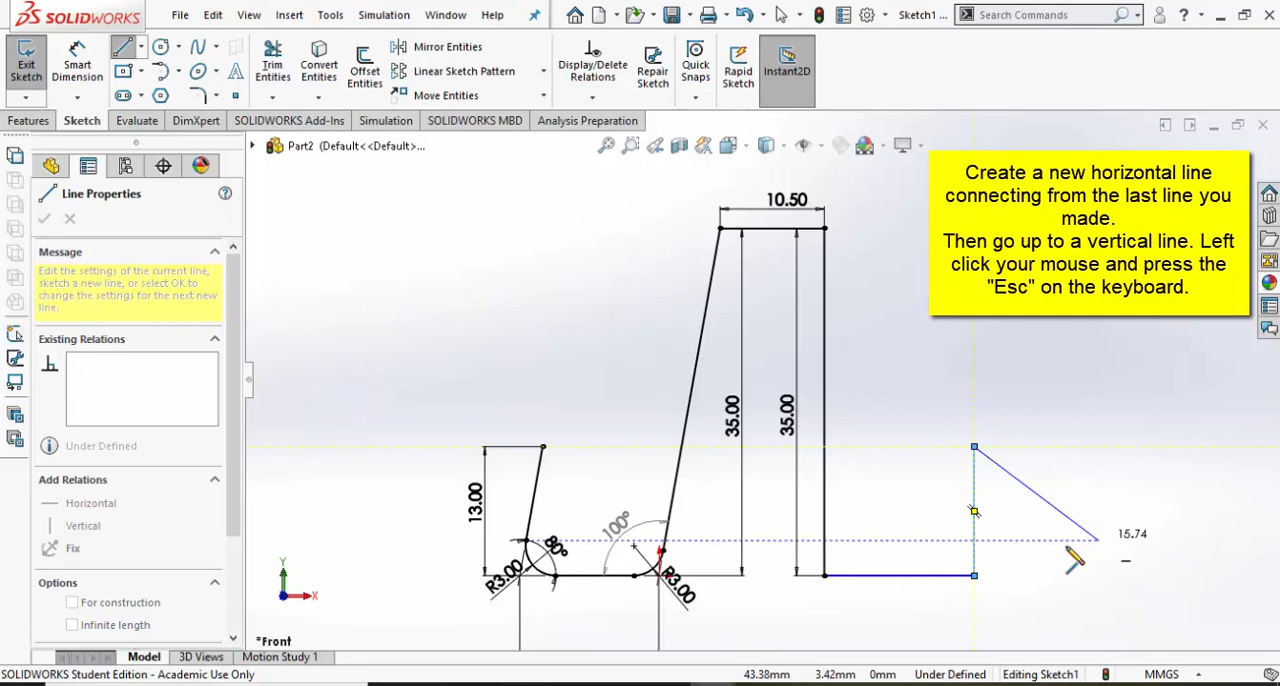 SOLIDWORKS File Edit View Insert Tools Simulation Window Help Sketch1 ... Search Commands ?
Exit Sketch
Smart Dimension
Trim Entities
Convert Entities
Offset Entities
Mirror Entities
Linear Sketch Pattern
Move Entities
Display/Delete Relations
Repair Sketch
Quick Snaps
Rapid Sketch
Instant2D
Features Sketch Evaluate DimXpert SOLIDWORKS Add-Ins Simulation SOLIDWORKS MBD Analysis Preparation
Part2 (Default<<Default>...
Line Properties
Message
Edit the settings of the current line,
sketch a new line, or select OK to
change the settings for the next new
line.
Existing Relations
Under Defined
Add Relations
Horizontal
Vertical
Fix
Options
For construction
Infinite length
Create a new horizontal line
connecting from the last line you
made.
Then go up to a vertical line. Left
click your mouse and press the
"Esc" on the keyboard.
10.50
35.00
35.00
13.00
100°
80°
R3.00
R3.00
15.74
Y
X
*Front
Model 3D Views Motion Study 1
SOLIDWORKS Student Edition - Academic Use Only 43.38mm 3.42mm 0mm Under Defined Editing Sketch1 MMGS